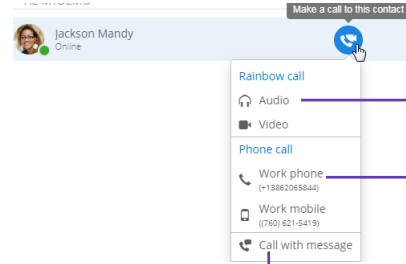 Make a call to this contact
Jackson Mandy
Online
Rainbow call
Audio
Video
Phone call
Work phone
(+13862065844)
Work mobile
((760) 621-5419)
Call with message